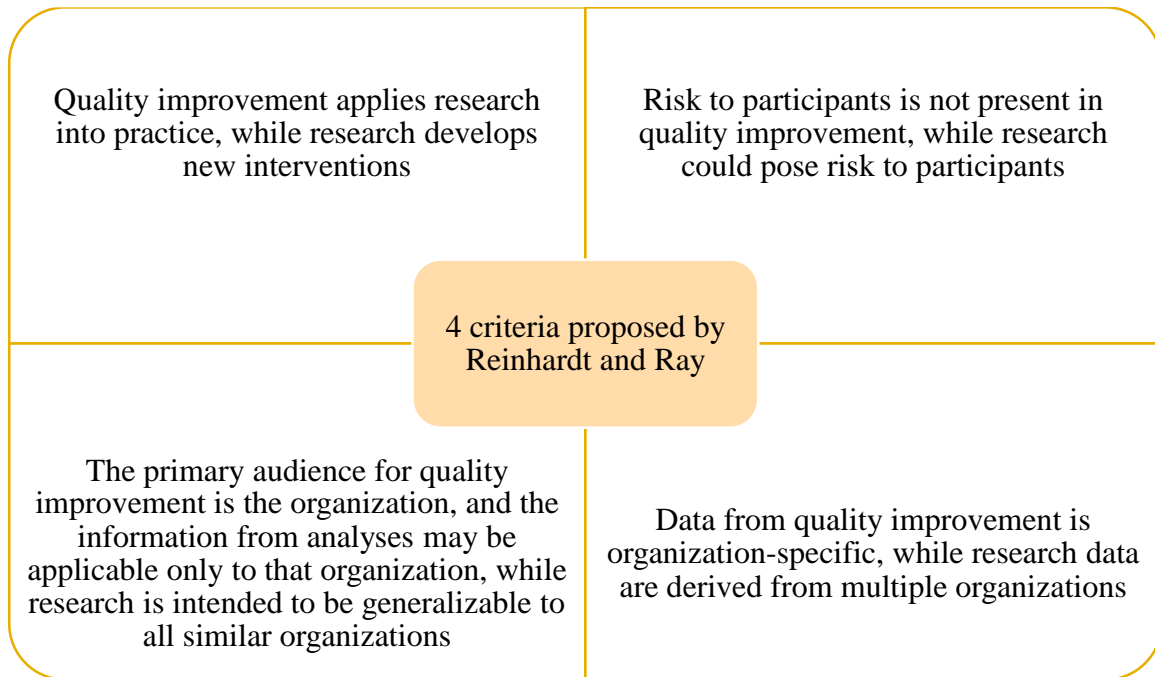 Quality improvement applies research
into practice, while research develops
new interventions
Risk to participants is not present in
quality improvement, while research
could pose risk to participants
4 criteria proposed by
Reinhardt and Ray
The primary audience for quality
improvement is the organization, and the
information from analyses may be
applicable only to that organization, while
research is intended to be generalizable to
all similar organizations
Data from quality improvement is
organization-specific, while research data
are derived from multiple organizations